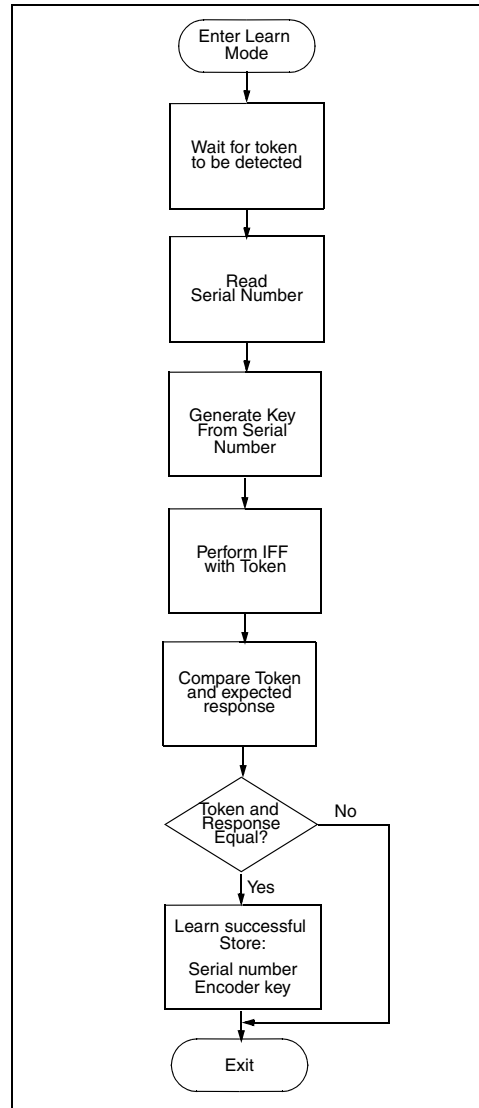 Enter Learn
Mode
Wait for token
to be detected
Read
Serial Number
Generate Key
From Serial
Number
Perform IFF
with Token
Compare Token
and expected
response
Token and
Response
Equal?
No
Yes
Learn successful
Store:
Serial number
Encoder key
Exit